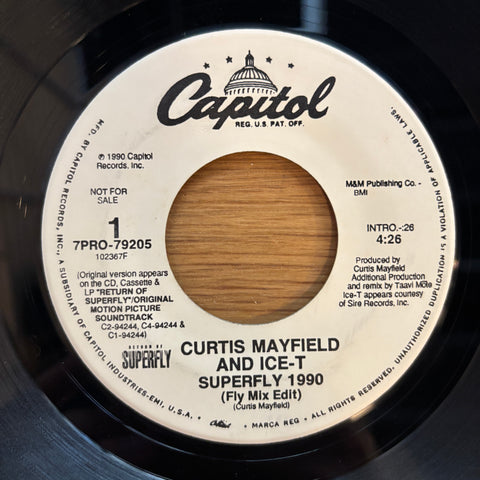 Capitol
REG. U.S. PAT. OFF.
℗ 1990 Capitol
Records, Inc.
NOT FOR
SALE
1
7PRO-79205
102367F
(Original version appears
on the CD, Cassette &
LP "RETURN OF
SUPERFLY"/ORIGINAL
MOTION PICTURE
SOUNDTRACK
C2-94244, C4-94244 &
C1-94244)
RETURN OF
SUPERFLY
M&M Publishing Co. -
BMI
INTRO.-:26
4:26
Produced by
Curtis Mayfield
Additional Production
and remix by Taavi Mote
Ice-T appears courtesy
of Sire Records, Inc.
CURTIS MAYFIELD
AND ICE-T
SUPERFLY 1990
(Fly Mix Edit)
(Curtis Mayfield)
MFD. BY CAPITOL RECORDS, INC., A SUBSIDIARY OF CAPITOL INDUSTRIES-EMI, U.S.A. • Capitol • MARCA REG • ALL RIGHTS RESERVED. UNAUTHORIZED DUPLICATION IS A VIOLATION OF APPLICABLE LAWS.